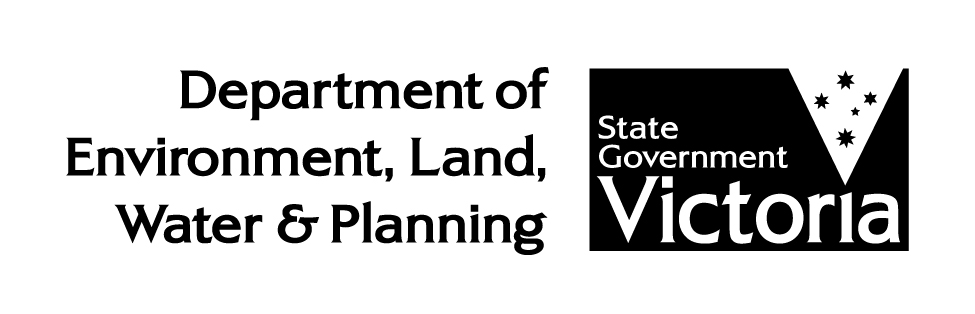 Department of
Environment, Land,
Water & Planning
State
Government
Victoria